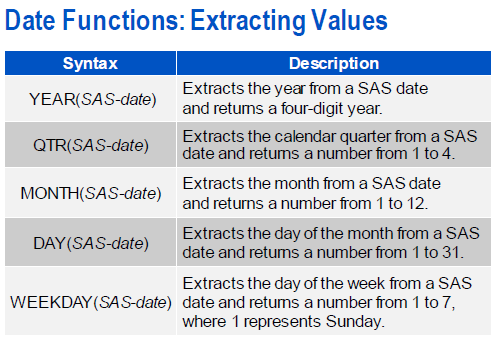 Date Functions: Extracting Values
Syntax Description
YEAR(SAS-date) Extracts the year from a SAS date
and returns a four-digit year.
QTR(SAS-date) Extracts the calendar quarter from a SAS
date and returns a number from 1 to 4.
MONTH(SAS-date) Extracts the month from a SAS date
and returns a number from 1 to 12.
DAY(SAS-date) Extracts the day of the month from a SAS
date and returns a number from 1 to 31.
WEEKDAY(SAS-date) Extracts the day of the week from a SAS
date and returns a number from 1 to 7,
where 1 represents Sunday.